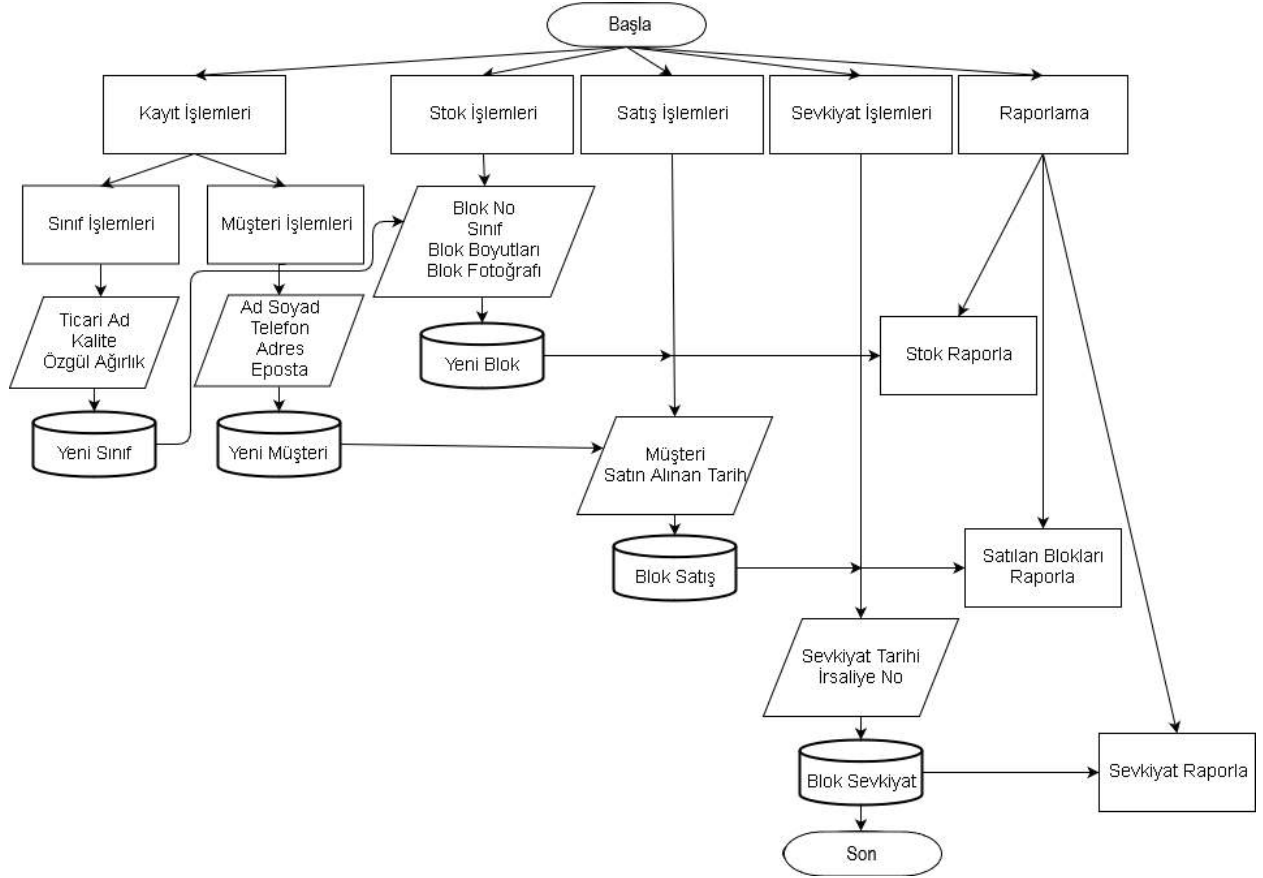 Başla
Kayıt İşlemleri
Stok İşlemleri
Satış İşlemleri
Sevkiyat İşlemleri
Raporlama
Sınıf İşlemleri
Müşteri İşlemleri
Blok No
Sınıf
Blok Boyutları
Blok Fotoğrafı
Ticari Ad
Kalite
Özgül Ağırlık
Ad Soyad
Telefon
Adres
Eposta
Yeni Blok
Stok Raporla
Yeni Sınıf
Yeni Müşteri
Müşteri
Satın Alınan Tarih
Blok Satış
Satılan Blokları
Raporla
Sevkiyat Tarihi
İrsaliye No
Blok Sevkiyat
Sevkiyat Raporla
Son